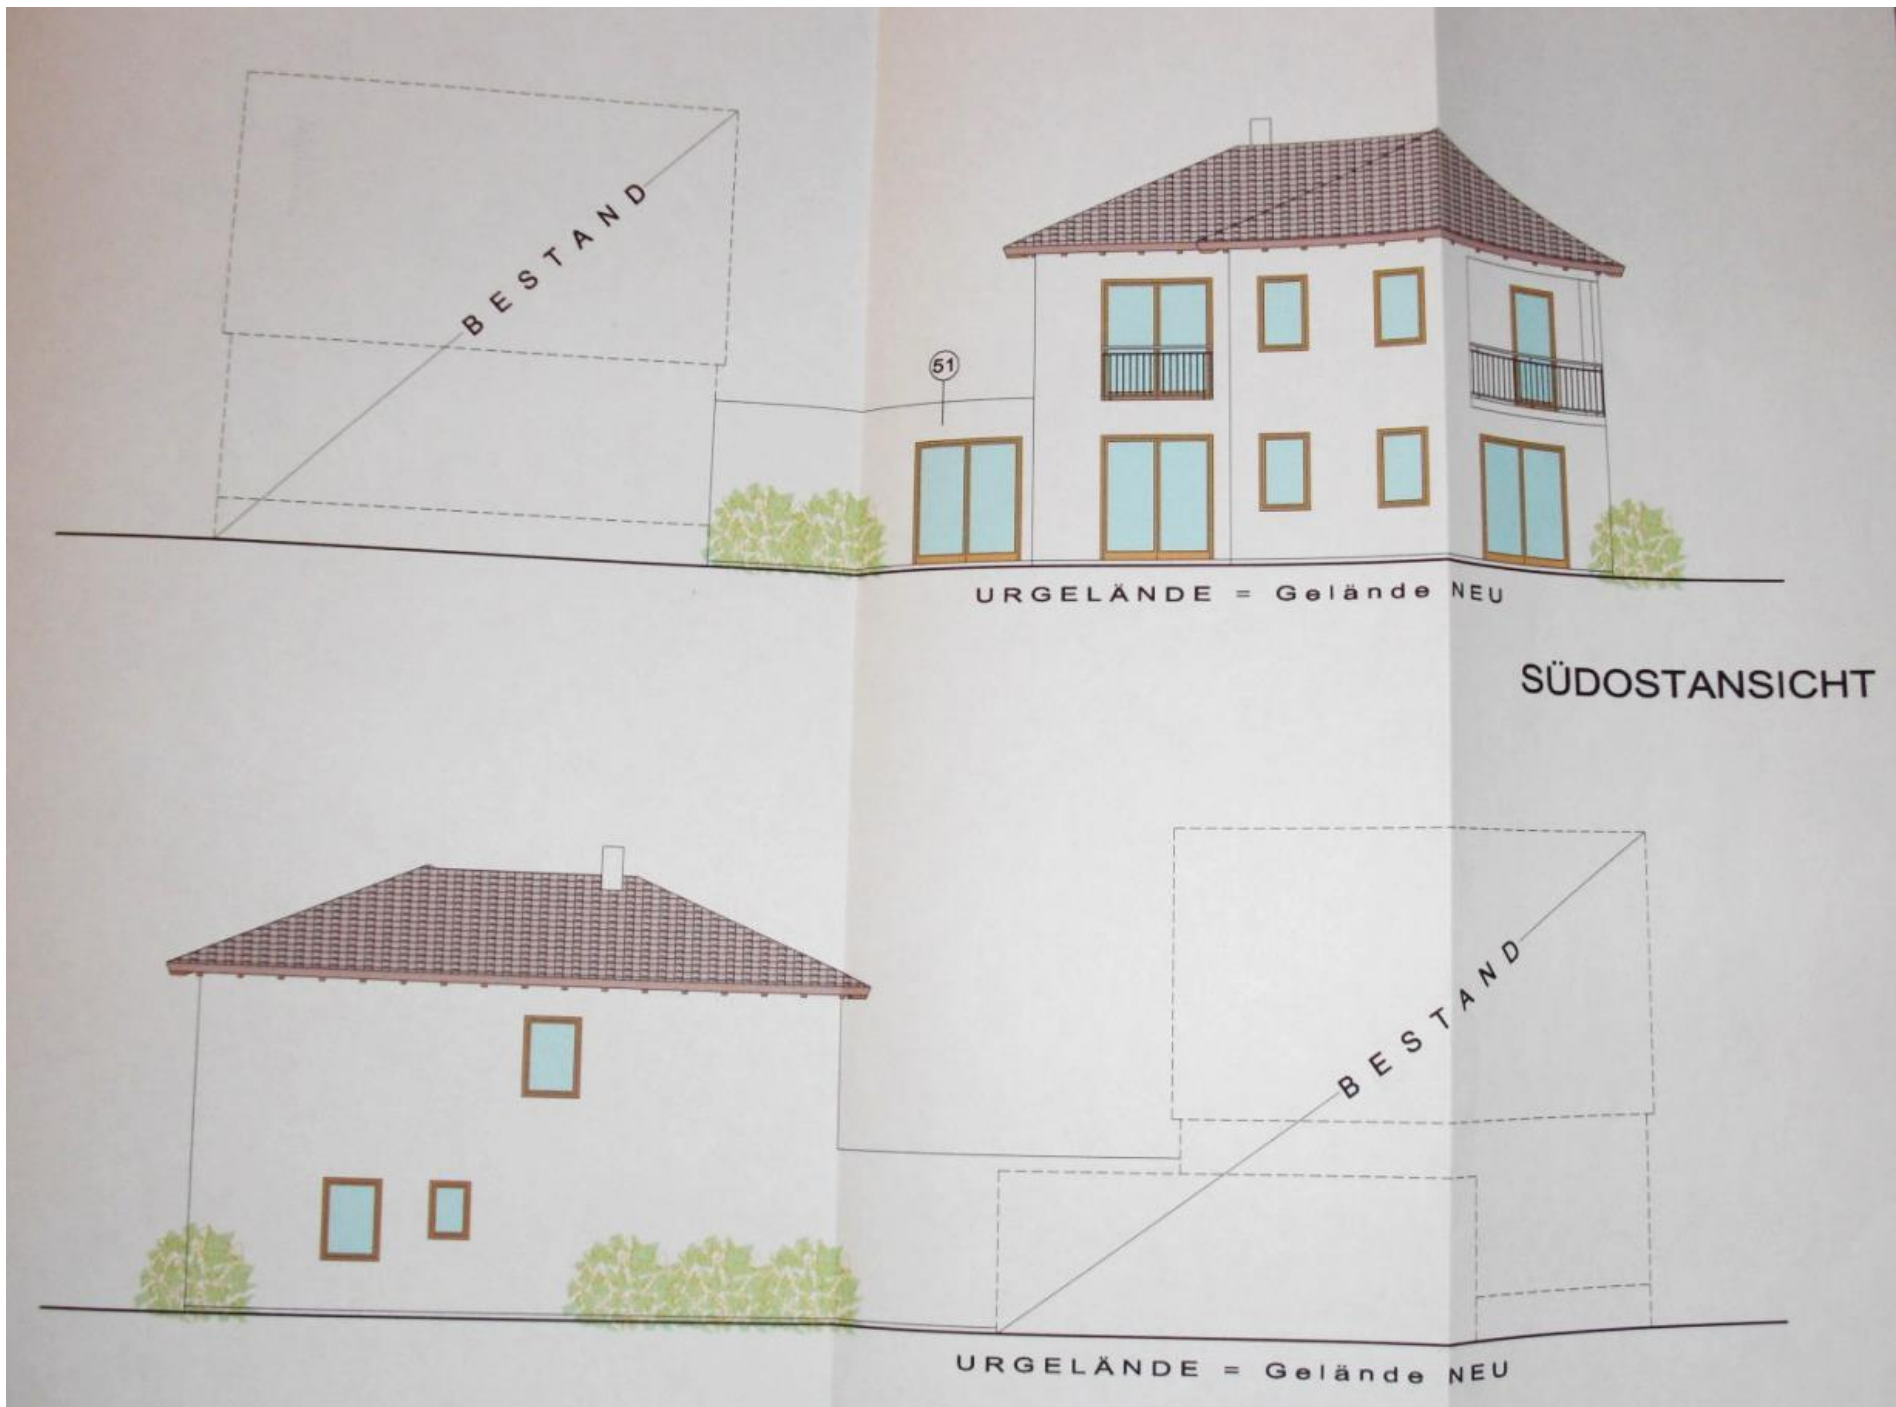 BESTAND
51
URGELÄNDE = Gelände NEU
SÜDOSTANSICHT
BESTAND
URGELÄNDE = Gelände NEU